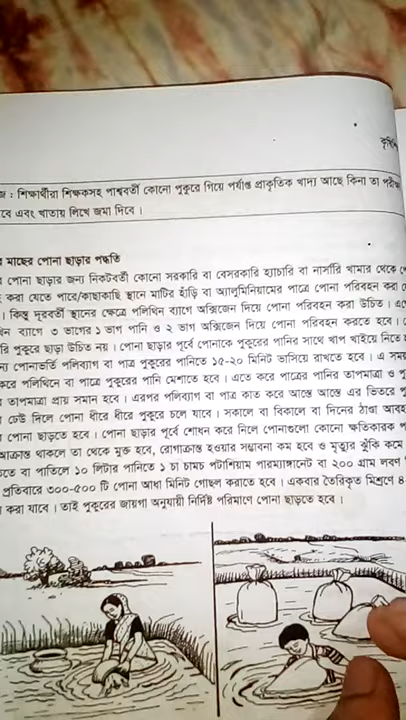 কৃষি
জ : শিক্ষার্থীরা শিক্ষকসহ পার্শ্ববর্তী কোনো পুকুরে গিয়ে পর্যাপ্ত প্রাকৃতিক খাদ্য আছে কিনা তা পরীক্ষা
বে এবং খাতায় লিখে জমা দিবে ।
র মাছের পোনা ছাড়ার পদ্ধতি
র পোনা ছাড়ার জন্য নিকটবর্তী কোনো সরকারি বা বেসরকারি হ্যাচারি বা নার্সারি খামার থেকে
করা যেতে পারে/কাছাকাছি স্থানে মাটির হাঁড়ি বা অ্যালুমিনিয়ামের পাত্রে পোনা পরিবহন করা
। কিন্তু দূরবর্তী স্থানের ক্ষেত্রে পলিথিন ব্যাগে অক্সিজেন দিয়ে পোনা পরিবহন করা উচিত ।
থিন ব্যাগে ৩ ভাগের ১ ভাগ পানি ও ২ ভাগ অক্সিজেন দিয়ে পোনা পরিবহন করতে হবে ।
রি পুকুরে ছাড়া উচিত নয় । পোনা ছাড়ার পূর্বে পোনাকে পুকুরের পানির সাথে খাপ খাইয়ে নিতে
ন্য পোনাভর্তি পলিব্যাগ বা পাত্র পুকুরের পানিতে ১৫-২০ মিনিট ভাসিয়ে রাখতে হবে । এ সময়
করে পলিথিনে বা পাত্রে পুকুরের পানি মেশাতে হবে । এতে করে পাত্রের পানির তাপমাত্রা ও পু
তাপমাত্রা প্রায় সমান হবে । এরপর পলিব্যাগ বা পাত্র কাত করে আস্তে আস্তে এর ভিতরে পু
ঢেউ দিলে পোনা ধীরে ধীরে পুকুরে চলে যাবে । সকালে বা বিকালে বা দিনের ঠাণ্ডা আবহ
পোনা ছাড়তে হবে । পোনা ছাড়ার পূর্বে শোধন করে নিলে পোনাগুলো কোনো ক্ষতিকারক প
আক্রান্ত থাকলে তা থেকে মুক্ত হবে, রোগাক্রান্ত হওয়ার সম্ভাবনা কম হবে ও মৃত্যুর ঝুঁকি কমে
তে বা পাতিলে ১০ লিটার পানিতে ১ চা চামচ পটাশিয়াম পারম্যাঙ্গানেট বা ২০০ গ্রাম লবণ
প্রতিবারে ৩০০-৫০০ টি পোনা আধা মিনিট গোছল করাতে হবে । একবার তৈরিকৃত মিশ্রণে ৪-
করা যাবে । তাই পুকুরের জায়গা অনুযায়ী নির্দিষ্ট পরিমাণে পোনা ছাড়তে হবে ।